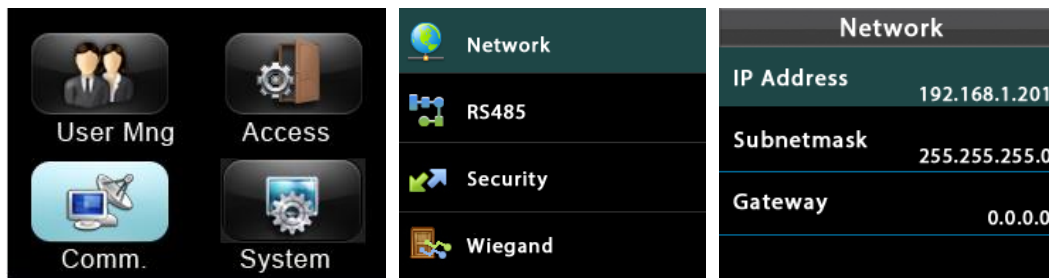 User Mng
Access
Comm.
System
Network
RS485
Security
Wiegand
Network
IP Address
192.168.1.201
Subnetmask
255.255.255.0
Gateway
0.0.0.0